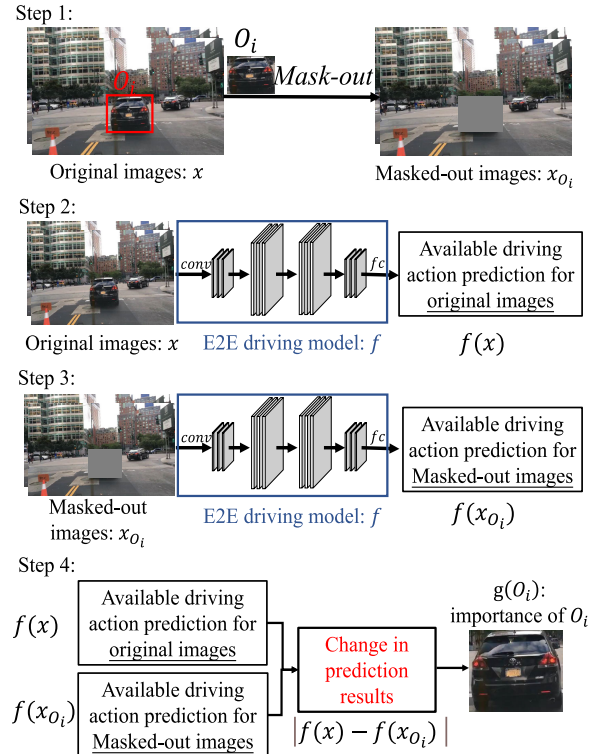 Step 1:
O_i
O_i
Mask-out
Original images: x
Masked-out images: x_{O_i}
Step 2:
conv
fc
Available driving
action prediction for
original images
Original images: x
E2E driving model: f
f(x)
Step 3:
conv
fc
Available driving
action prediction for
Masked-out images
Masked-out
images: x_{O_i}
E2E driving model: f
f(x_{O_i})
Step 4:
f(x)
Available driving
action prediction for
original images
f(x_{O_i})
Available driving
action prediction for
Masked-out images
Change in
prediction
results
|f(x) − f(x_{O_i})|
g(O_i):
importance of O_i